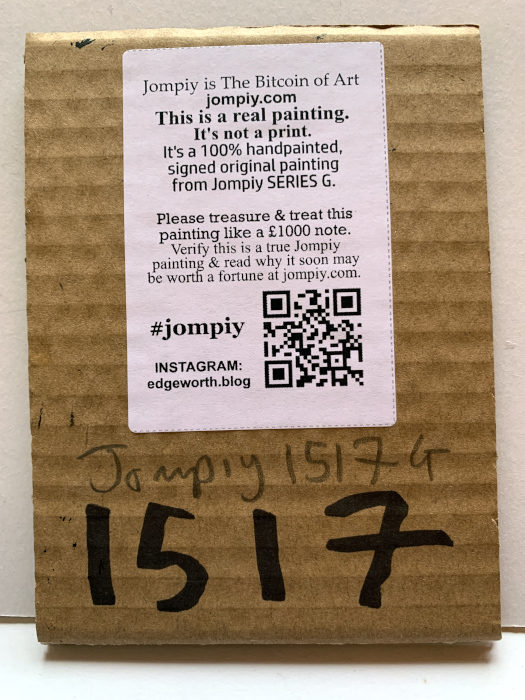 Jompiy is The Bitcoin of Art
jompiy.com
This is a real painting.
It's not a print.
It's a 100% handpainted,
signed original painting
from Jompiy SERIES G.
Please treasure & treat this
painting like a £1000 note.
Verify this is a true Jompiy
painting & read why it soon may
be worth a fortune at jompiy.com.
#jompiy
INSTAGRAM:
edgeworth.blog
Jompiy 1517 G
1517